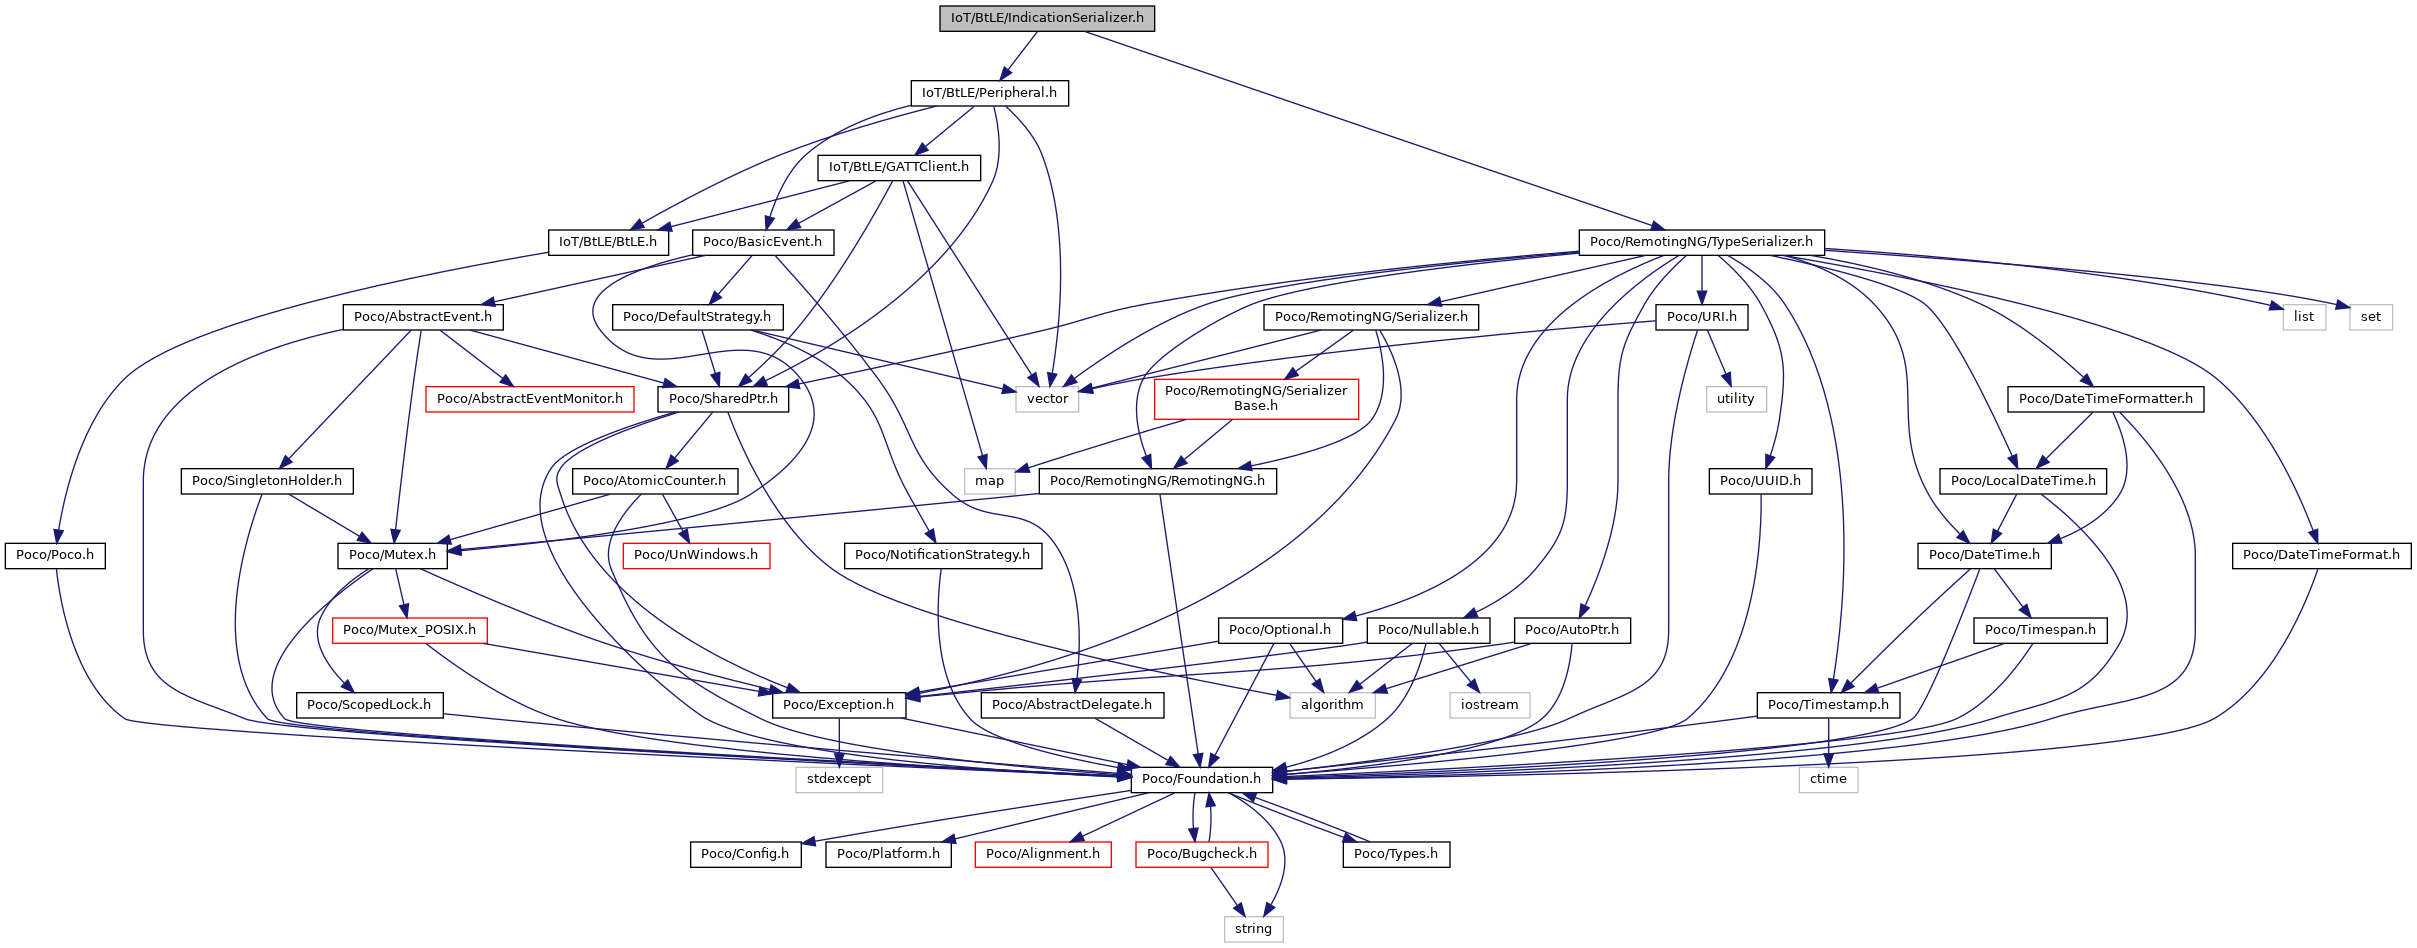 IoT/BtLE/IndicationSerializer.h
IoT/BtLE/Peripheral.h
IoT/BtLE/GATTClient.h
IoT/BtLE/BtLE.h
Poco/BasicEvent.h
Poco/RemotingNG/TypeSerializer.h
Poco/AbstractEvent.h
Poco/DefaultStrategy.h
Poco/RemotingNG/Serializer.h
Poco/URI.h
list
set
Poco/AbstractEventMonitor.h
Poco/SharedPtr.h
vector
Poco/RemotingNG/Serializer
Base.h
utility
Poco/DateTimeFormatter.h
Poco/SingletonHolder.h
Poco/AtomicCounter.h
map
Poco/RemotingNG/RemotingNG.h
Poco/UUID.h
Poco/LocalDateTime.h
Poco/Poco.h
Poco/Mutex.h
Poco/UnWindows.h
Poco/NotificationStrategy.h
Poco/DateTime.h
Poco/DateTimeFormat.h
Poco/Mutex_POSIX.h
Poco/Optional.h
Poco/Nullable.h
Poco/AutoPtr.h
Poco/Timespan.h
Poco/ScopedLock.h
Poco/Exception.h
Poco/AbstractDelegate.h
algorithm
iostream
Poco/Timestamp.h
stdexcept
Poco/Foundation.h
ctime
Poco/Config.h
Poco/Platform.h
Poco/Alignment.h
Poco/Bugcheck.h
Poco/Types.h
string